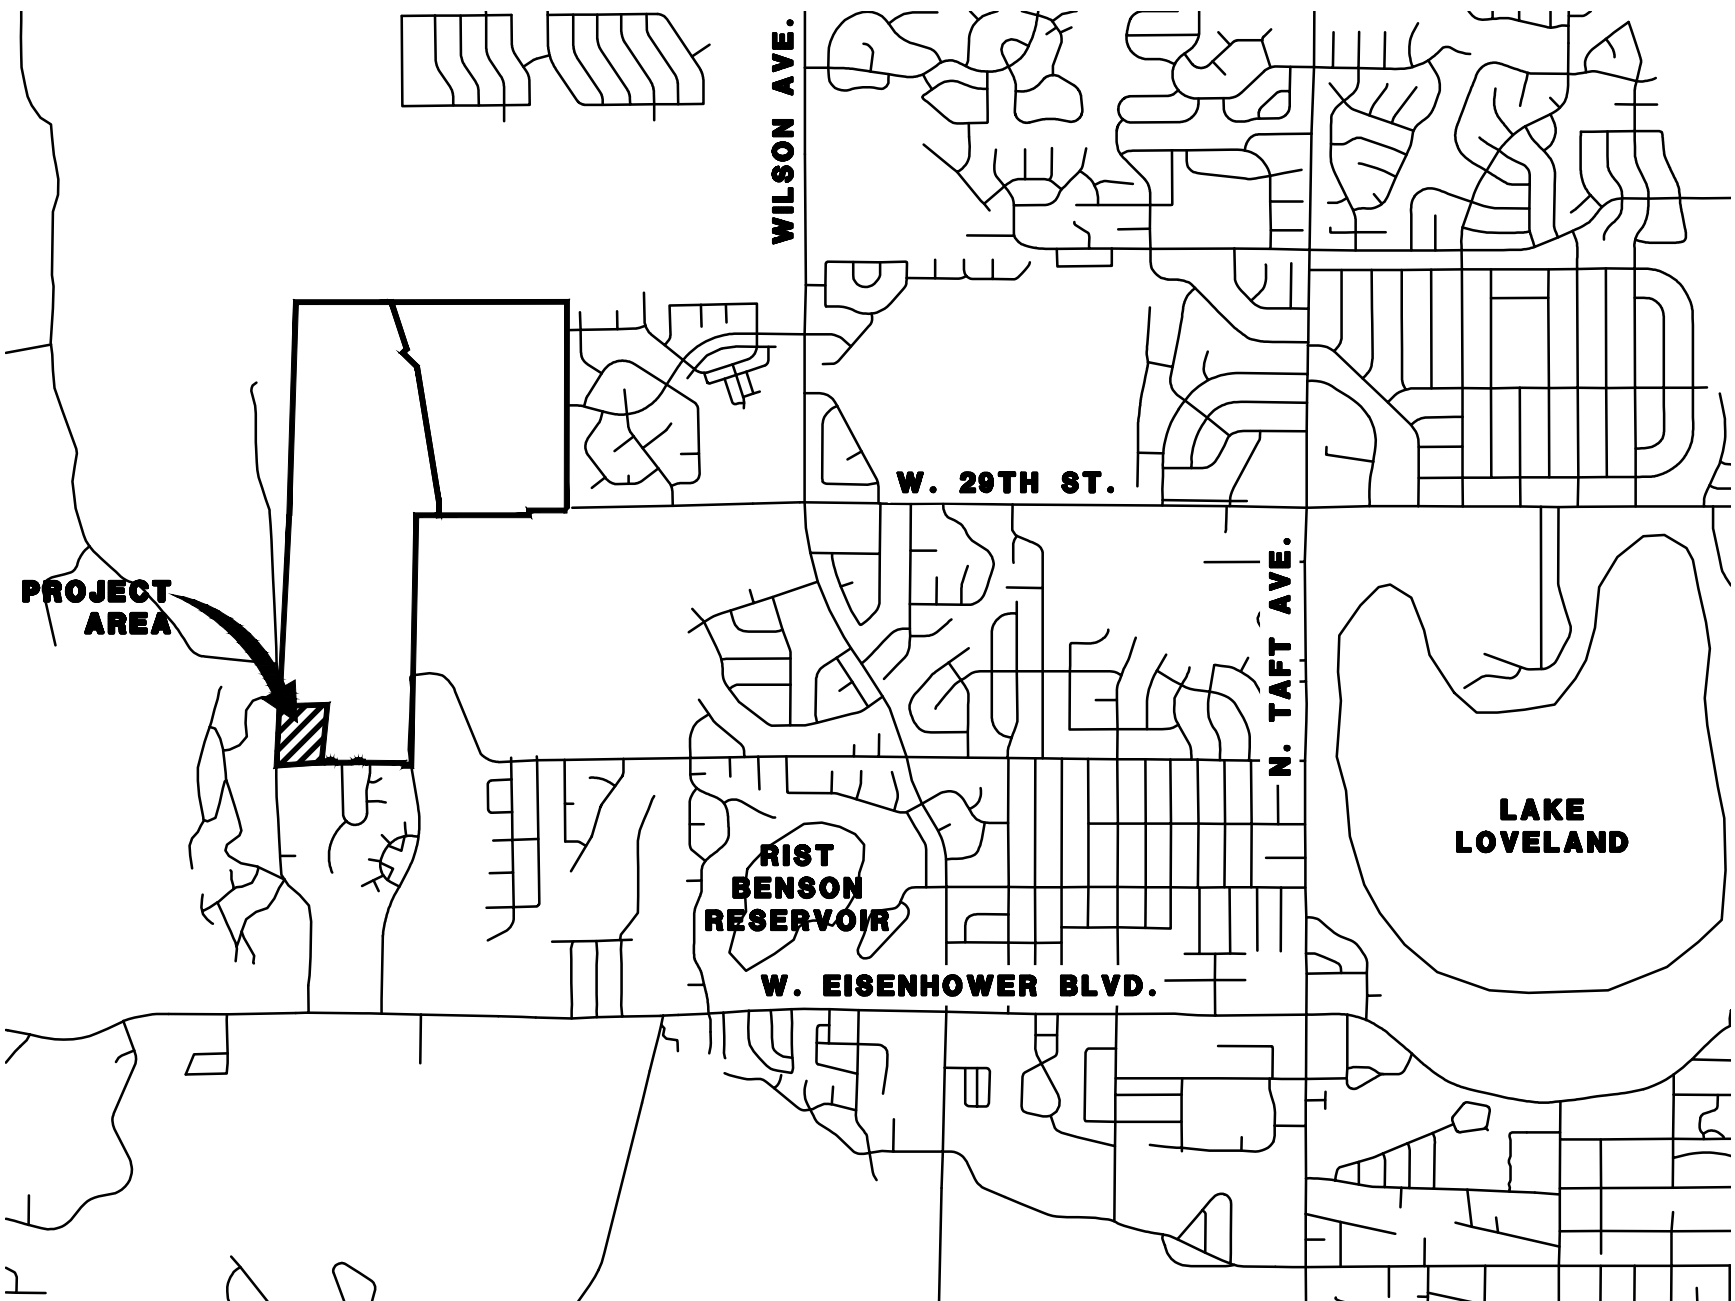 WILSON AVE.
W. 29TH ST.
N. TAFT AVE.
PROJECT
AREA
LAKE
LOVELAND
RIST
BENSON
RESERVOIR
W. EISENHOWER BLVD.